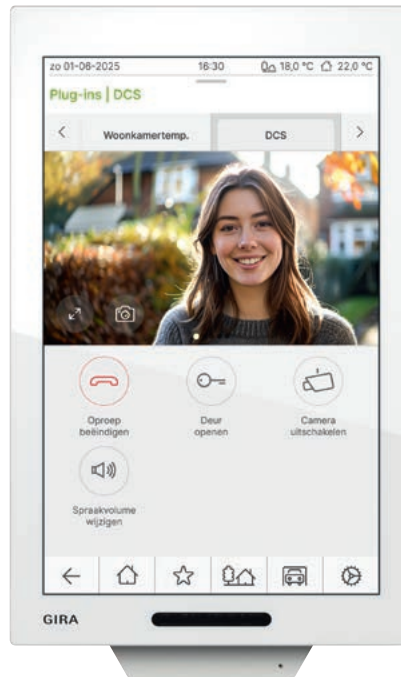 zo 01-06-2025 16:30 18,0 °C 22,0 °C
Plug-ins | DCS
Woonkamertemp. DCS
Oproep Deur Camera
beëindigen openen uitschakelen
Spraakvolume
wijzigen
GIRA